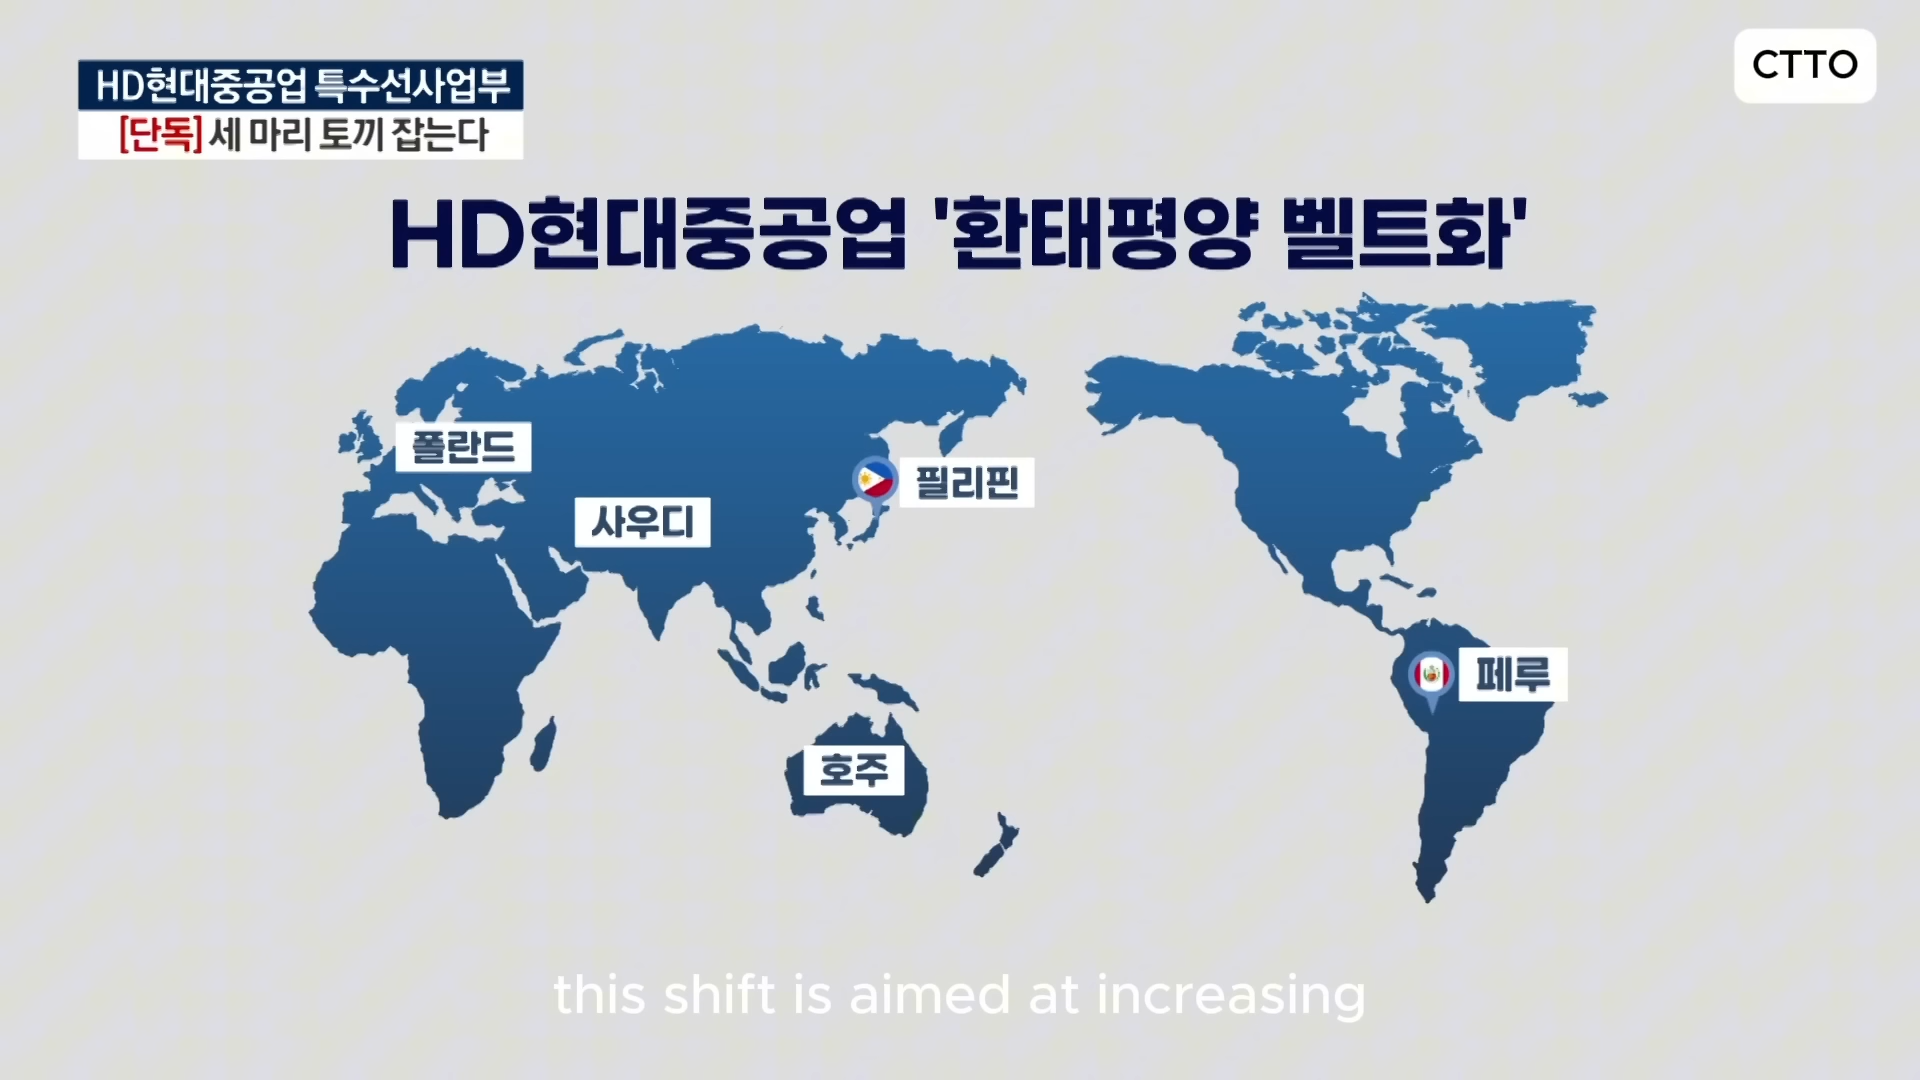 HD현대중공업 특수선사업부
[단독] 세 마리 토끼 잡는다
CTTO
HD현대중공업 '환태평양 벨트화'
폴란드
필리핀
사우디
페루
호주
this shift is aimed at increasing